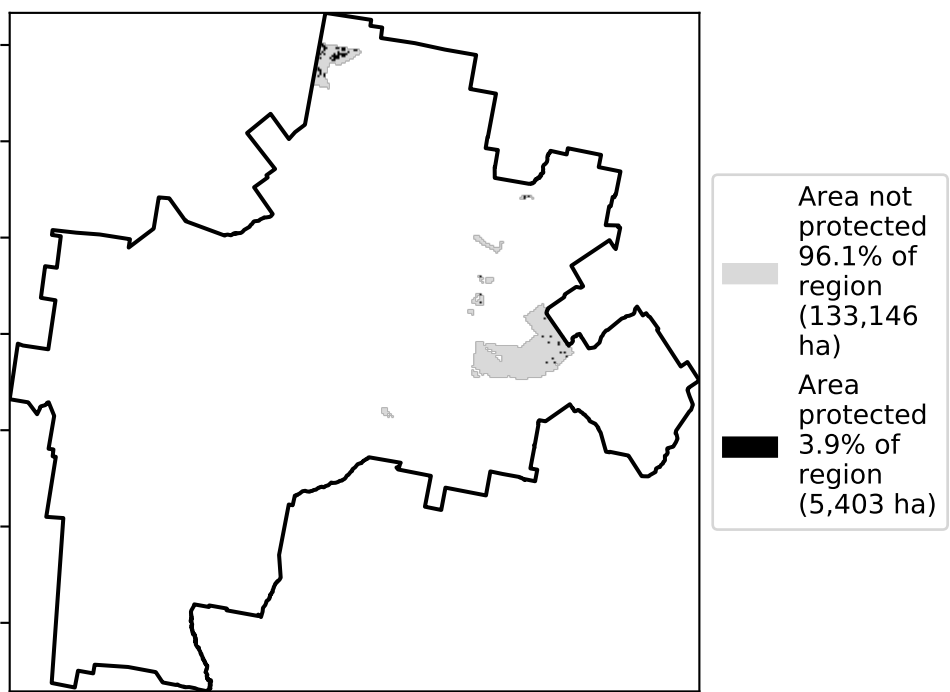 Area not
protected
96.1% of
region
(133,146
ha)
Area
protected
3.9% of
region
(5,403 ha)